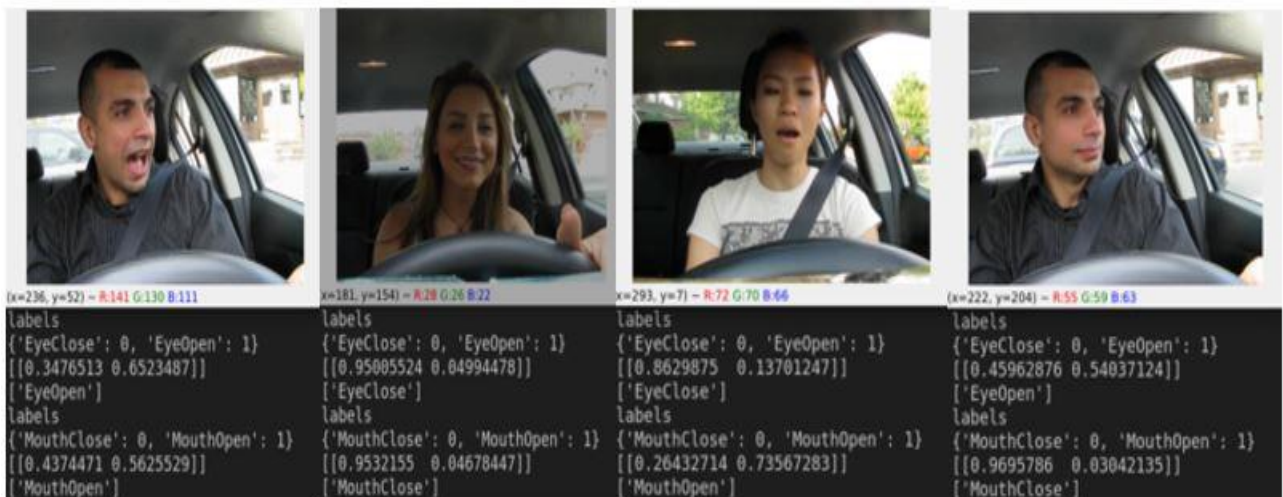 (x=236, y=52) ~ R:141 G:130 B:111
labels
{'EyeClose': 0, 'EyeOpen': 1}
[[0.3476513 0.6523487]]
['EyeOpen']
labels
{'MouthClose': 0, 'MouthOpen': 1}
[[0.4374471 0.5625529]]
['MouthOpen']
x=181, y=154) ~ R:28 G:26 B:22
labels
{'EyeClose': 0, 'EyeOpen': 1}
[[0.95005524 0.04994478]]
['EyeClose']
labels
{'MouthClose': 0, 'MouthOpen': 1}
[[0.9532155 0.04678447]]
['MouthClose']
x=293, y=7) ~ R:72 G:70 B:66
labels
{'EyeClose': 0, 'EyeOpen': 1}
[[0.8629875 0.13701247]]
['EyeClose']
labels
{'MouthClose': 0, 'MouthOpen': 1}
[[0.26432714 0.73567283]]
['MouthOpen']
(x=222, y=204) ~ R:55 G:59 B:63
labels
{'EyeClose': 0, 'EyeOpen': 1}
[[0.45962876 0.54037124]]
['EyeOpen']
labels
{'MouthClose': 0, 'MouthOpen': 1}
[[0.9695786 0.03042135]]
['MouthClose']